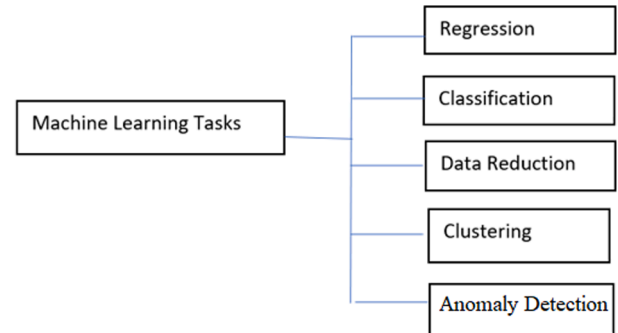 Machine Learning Tasks
Regression
Classification
Data Reduction
Clustering
Anomaly Detection